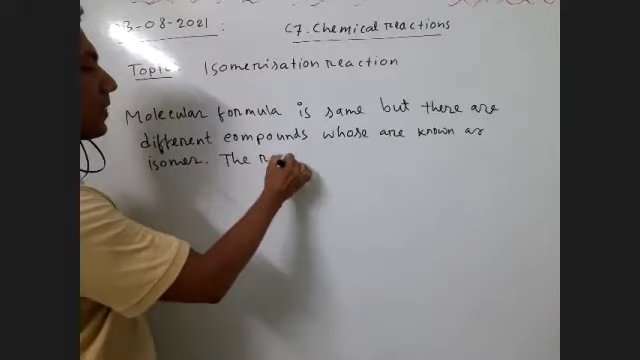 3-08-2021 : C7. Chemical Reactions
Topic Isomerisation Reaction
Molecular formula is same but there are
different compounds whose are known as
isomer. The r